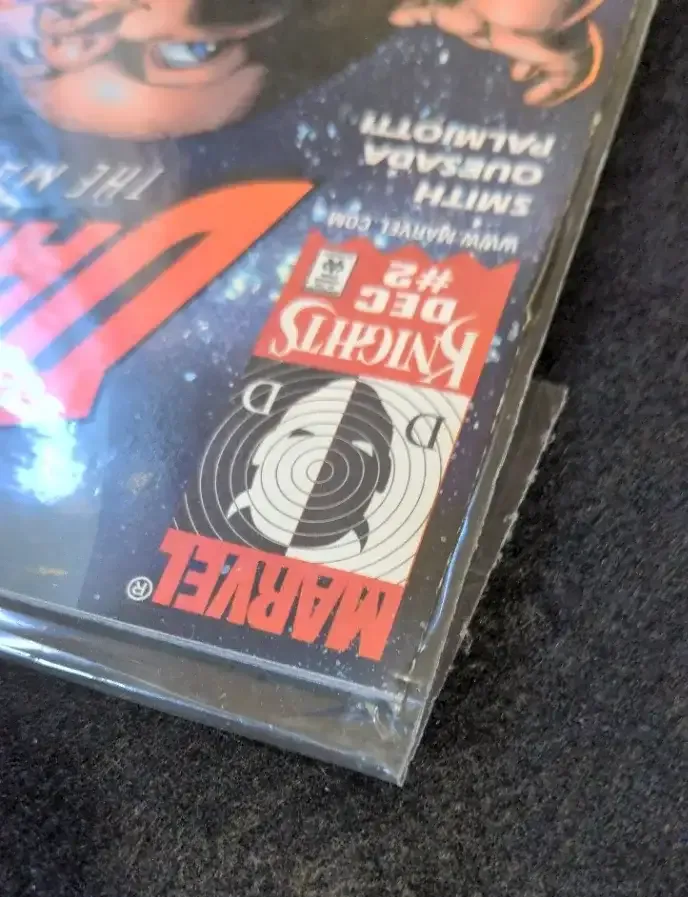 MARVEL®
D D
KNIGHTS
DEC
#2
WWW.MARVEL.COM
SMITH
QUESADA
PALMIOTTI
THE